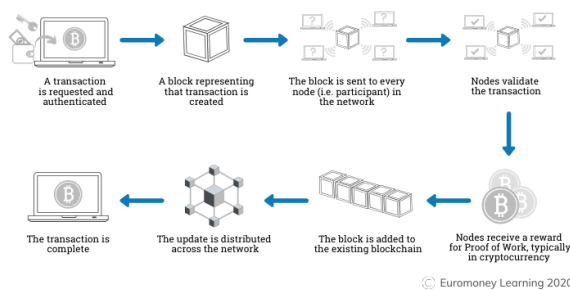 A transaction
is requested and
authenticated
A block representing
that transaction is
created
The block is sent to every
node (i.e. participant) in
the network
Nodes validate
the transaction
The transaction is
complete
The update is distributed
across the network
The block is added to
the existing blockchain
Nodes receive a reward
for Proof of Work, typically
in cryptocurrency
© Euromoney Learning 2020